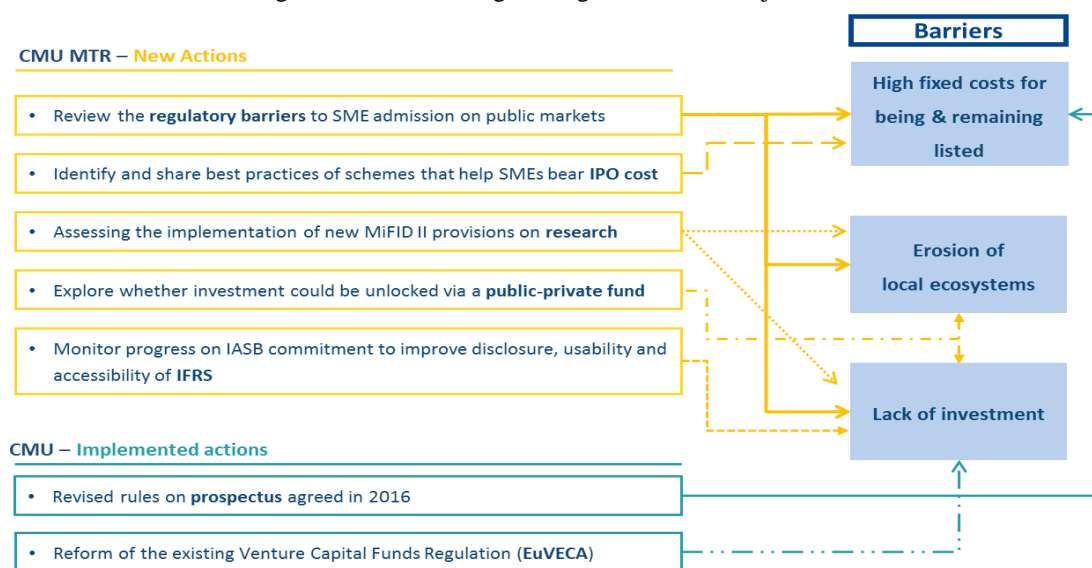 Barriers
CMU MTR – New Actions
• Review the regulatory barriers to SME admission on public markets
• Identify and share best practices of schemes that help SMEs bear IPO cost
• Assessing the implementation of new MiFID II provisions on research
• Explore whether investment could be unlocked via a public-private fund
• Monitor progress on IASB commitment to improve disclosure, usability and
accessibility of IFRS
High fixed costs for
being & remaining
listed
Erosion of
local ecosystems
Lack of investment
CMU – Implemented actions
• Revised rules on prospectus agreed in 2016
• Reform of the existing Venture Capital Funds Regulation (EuVECA)